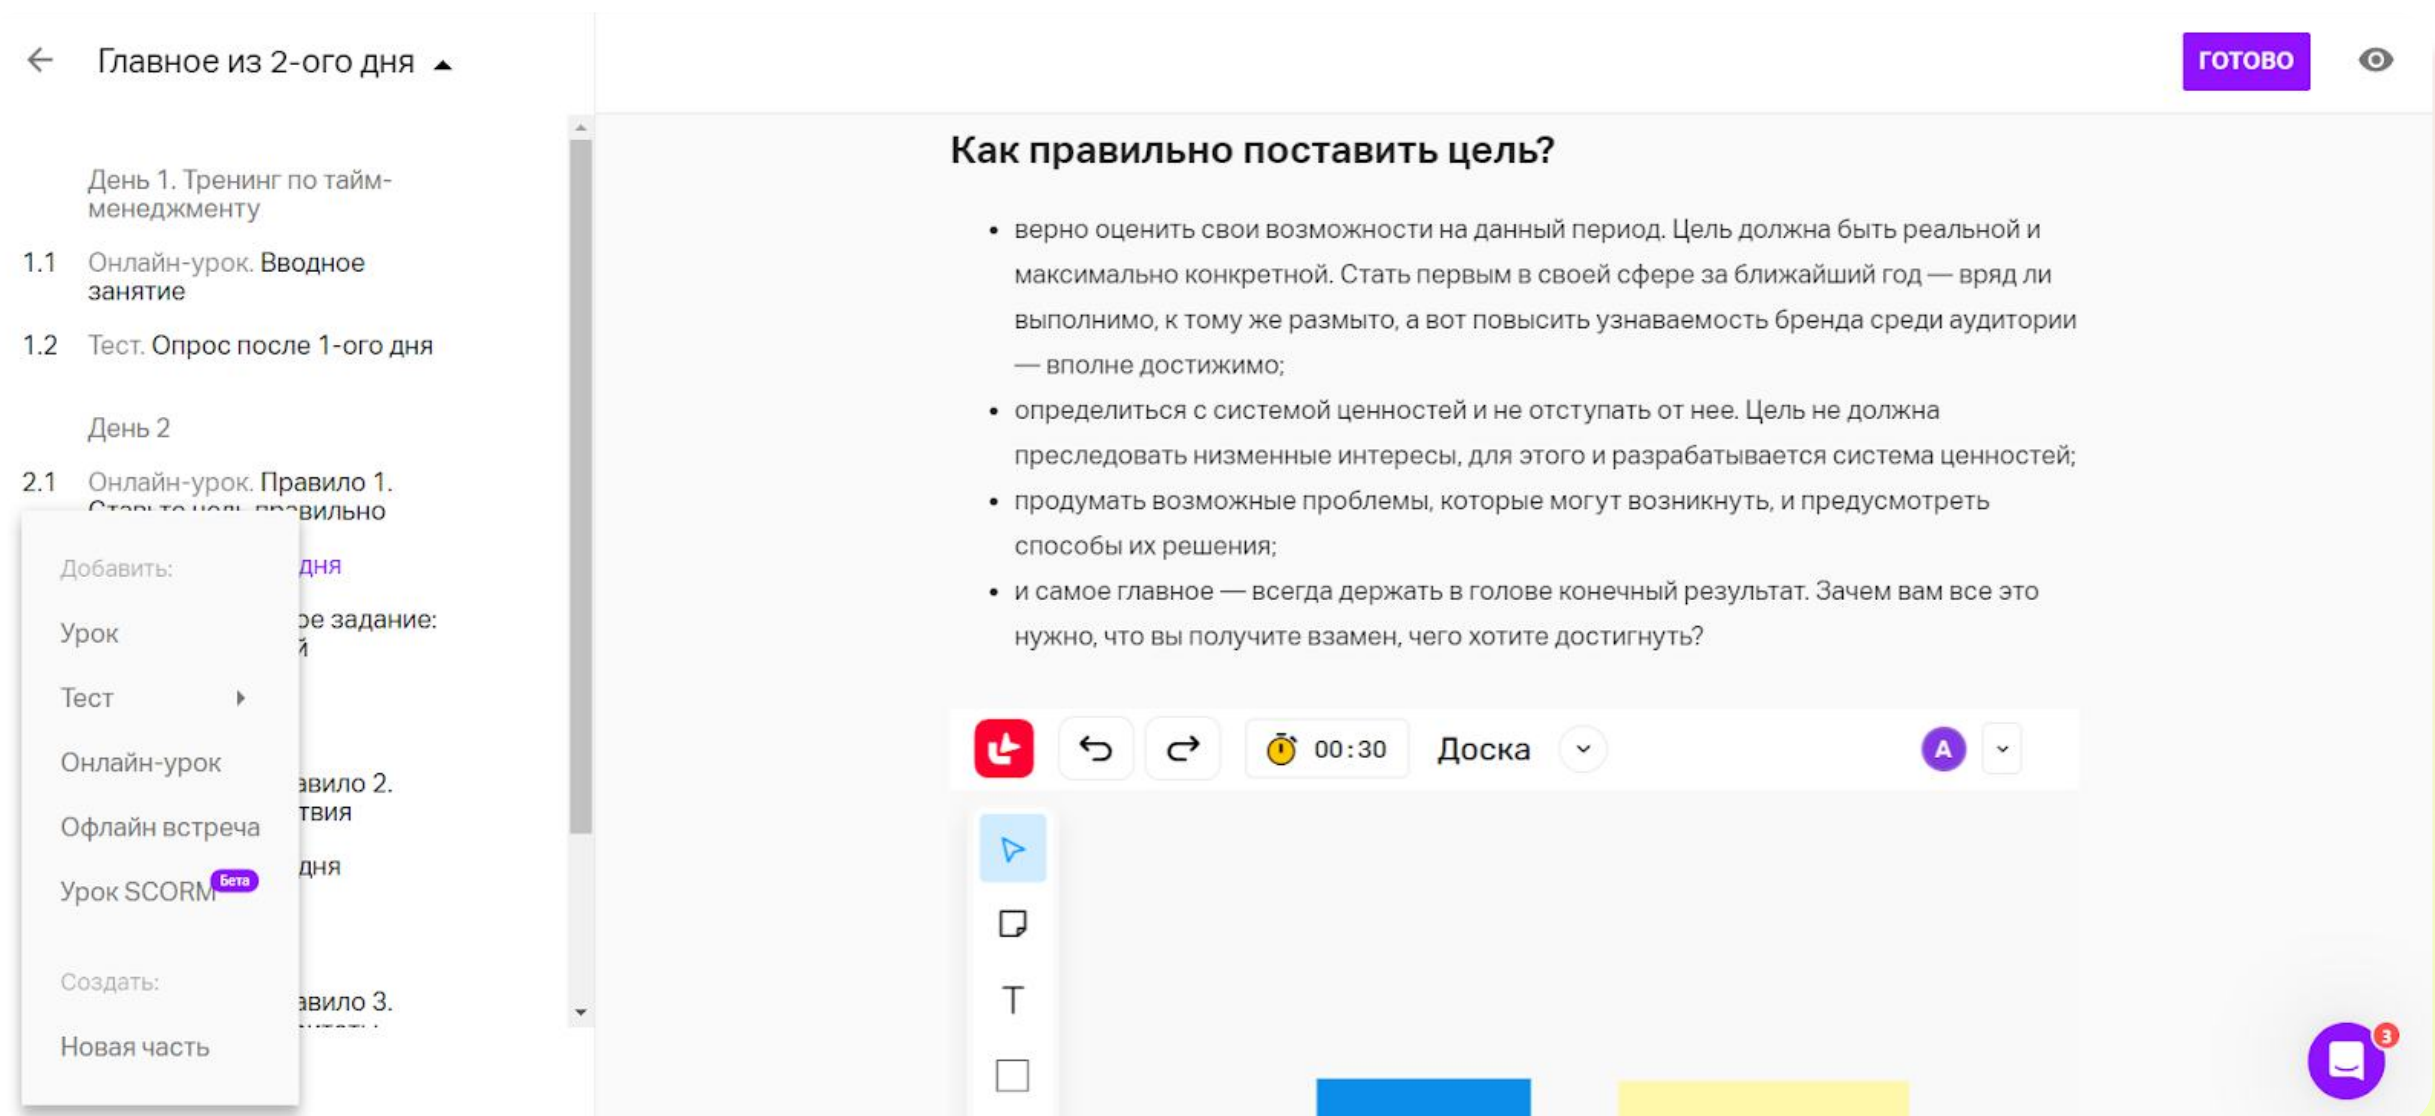 Главное из 2-ого дня
ГОТОВО
День 1. Тренинг по тайм-
менеджменту
1.1 Онлайн-урок. Вводное
занятие
1.2 Тест. Опрос после 1-ого дня
День 2
2.1 Онлайн-урок. Правило 1.
Ставьте цель правильно
дня
ое задание:
й
авило 2.
твия
дня
авило 3.
Добавить:
Урок
Тест
Онлайн-урок
Офлайн встреча
Урок SCORM Бета
Создать:
Новая часть
Как правильно поставить цель?
• верно оценить свои возможности на данный период. Цель должна быть реальной и
максимально конкретной. Стать первым в своей сфере за ближайший год — вряд ли
выполнимо, к тому же размыто, а вот повысить узнаваемость бренда среди аудитории
— вполне достижимо;
• определиться с системой ценностей и не отступать от нее. Цель не должна
преследовать низменные интересы, для этого и разрабатывается система ценностей;
• продумать возможные проблемы, которые могут возникнуть, и предусмотреть
способы их решения;
• и самое главное — всегда держать в голове конечный результат. Зачем вам все это
нужно, что вы получите взамен, чего хотите достигнуть?
00:30 Доска A
T
3